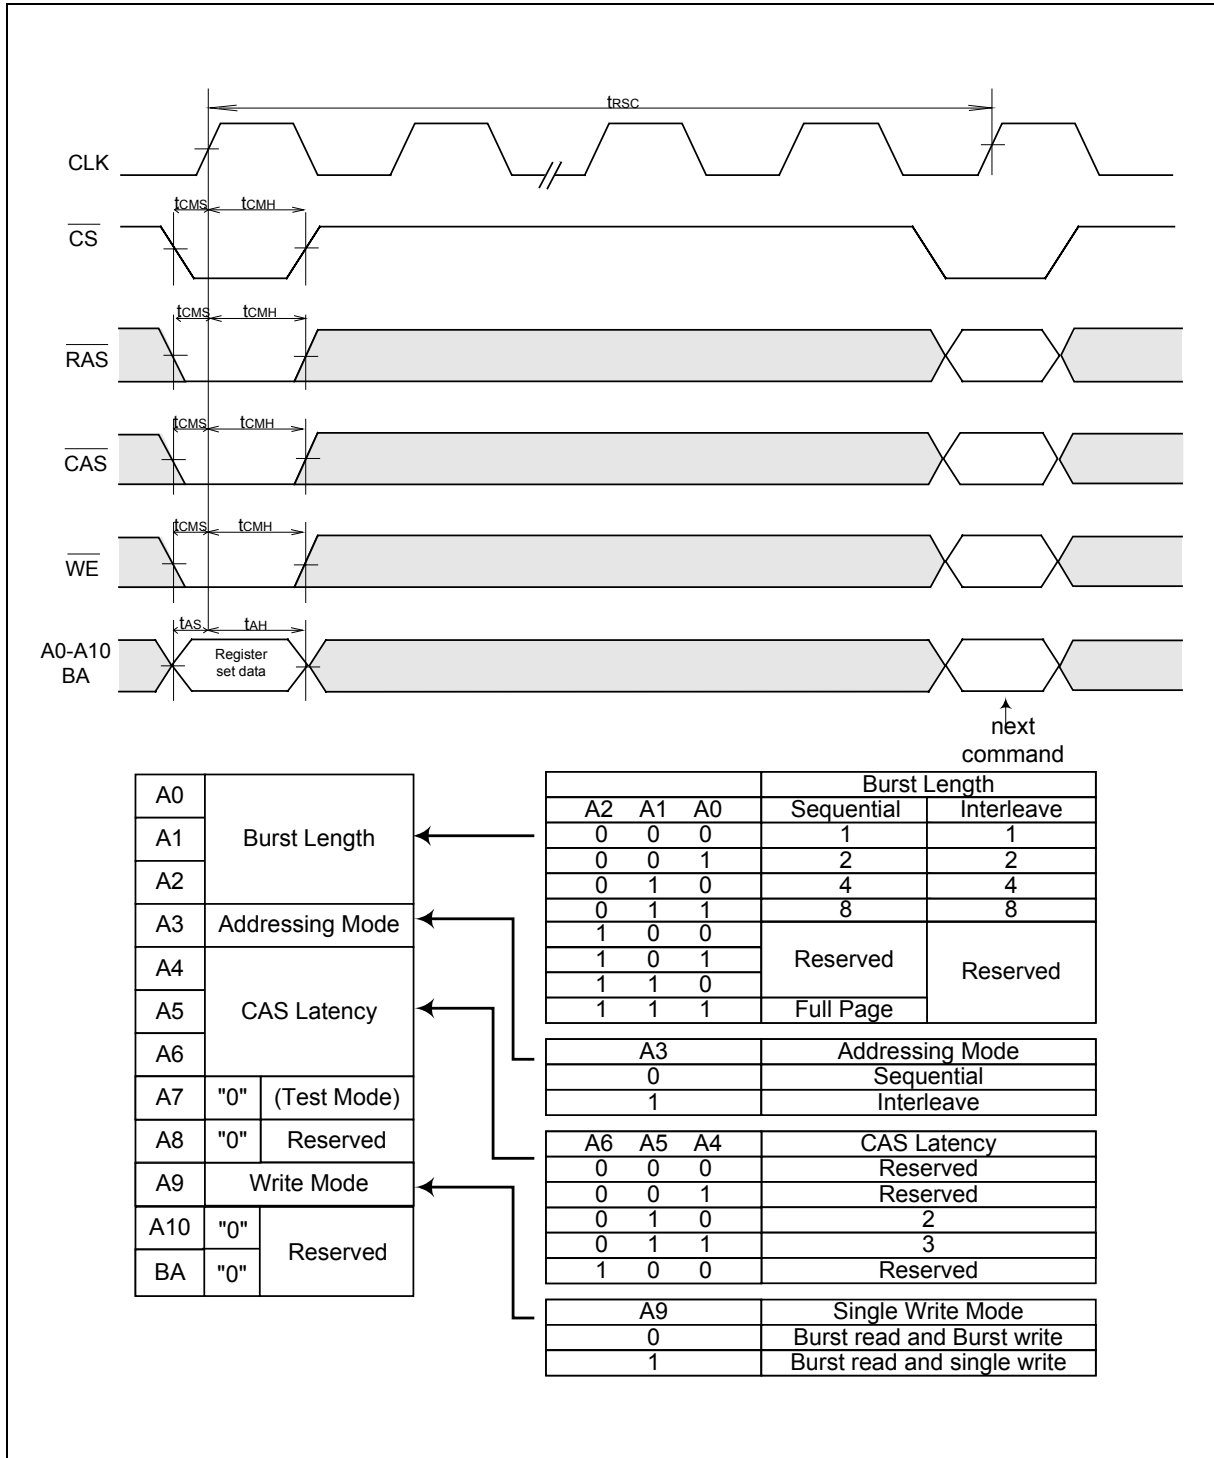 tRSC
CLK
tCMS tCMH
CS
tCMS tCMH
RAS
tCMS tCMH
CAS
tCMS tCMH
WE
tAS tAH
A0-A10
BA
Register
set data
next
command
A0
A1 Burst Length
A2
A3 Addressing Mode
A4
A5 CAS Latency
A6
A7 "0" (Test Mode)
A8 "0" Reserved
A9 Write Mode
A10 "0"
Reserved
BA "0"
Burst Length
A2 A1 A0 Sequential Interleave
0 0 0 1 1
0 0 1 2 2
0 1 0 4 4
0 1 1 8 8
1 0 0
1 0 1 Reserved Reserved
1 1 0
1 1 1 Full Page
A3 Addressing Mode
0 Sequential
1 Interleave
A6 A5 A4 CAS Latency
0 0 0 Reserved
0 0 1 Reserved
0 1 0 2
0 1 1 3
1 0 0 Reserved
A9 Single Write Mode
0 Burst read and Burst write
1 Burst read and single write